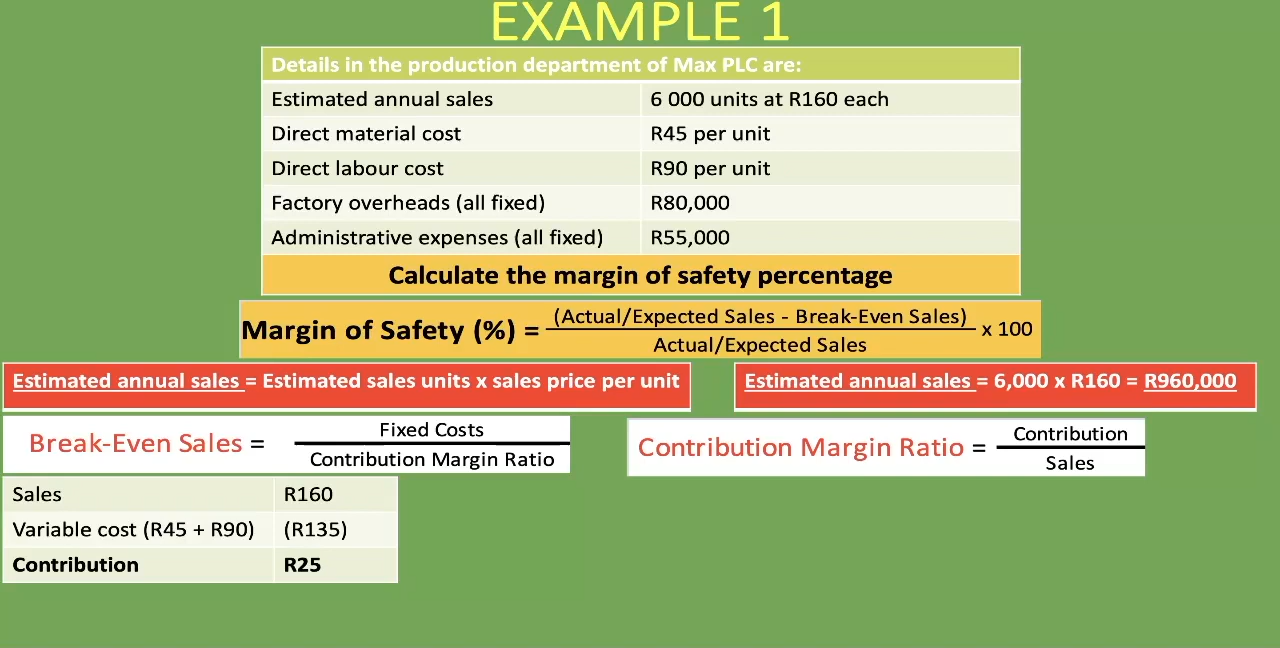 EXAMPLE 1
Details in the production department of Max PLC are:
Estimated annual sales 6 000 units at R160 each
Direct material cost R45 per unit
Direct labour cost R90 per unit
Factory overheads (all fixed) R80,000
Administrative expenses (all fixed) R55,000
Calculate the margin of safety percentage
(Actual/Expected Sales - Break-Even Sales)
Margin of Safety (%) = x 100
Actual/Expected Sales
Estimated annual sales = Estimated sales units x sales price per unit
Estimated annual sales = 6,000 x R160 = R960,000
Fixed Costs
Break-Even Sales =
Contribution Margin Ratio
Contribution
Contribution Margin Ratio =
Sales
Sales R160
Variable cost (R45 + R90) (R135)
Contribution R25